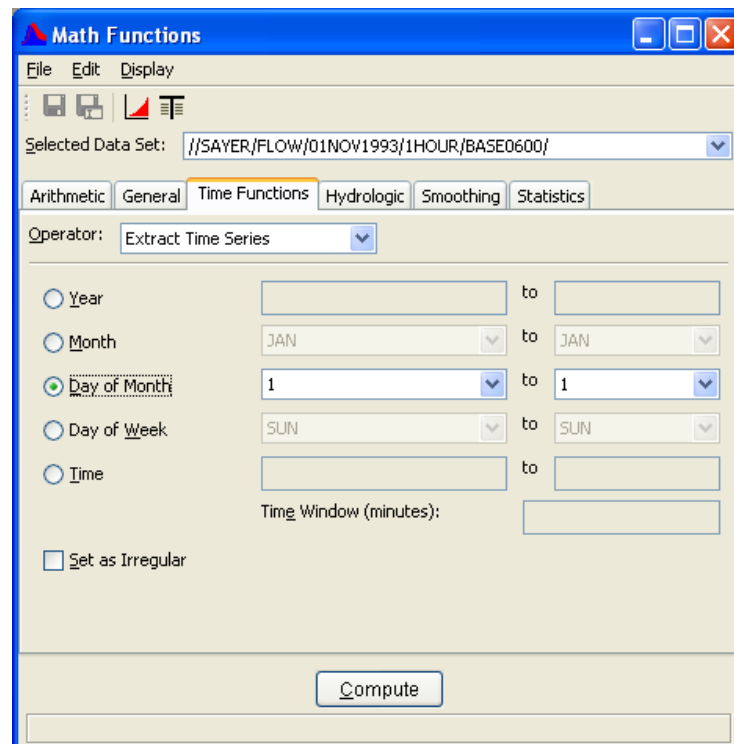 Math Functions
File Edit Display
Selected Data Set: //SAYER/FLOW/01NOV1993/1HOUR/BASE0600/
Arithmetic General Time Functions Hydrologic Smoothing Statistics
Operator: Extract Time Series
Year to
Month JAN to JAN
Day of Month 1 to 1
Day of Week SUN to SUN
Time to
Time Window (minutes):
Set as Irregular
Compute